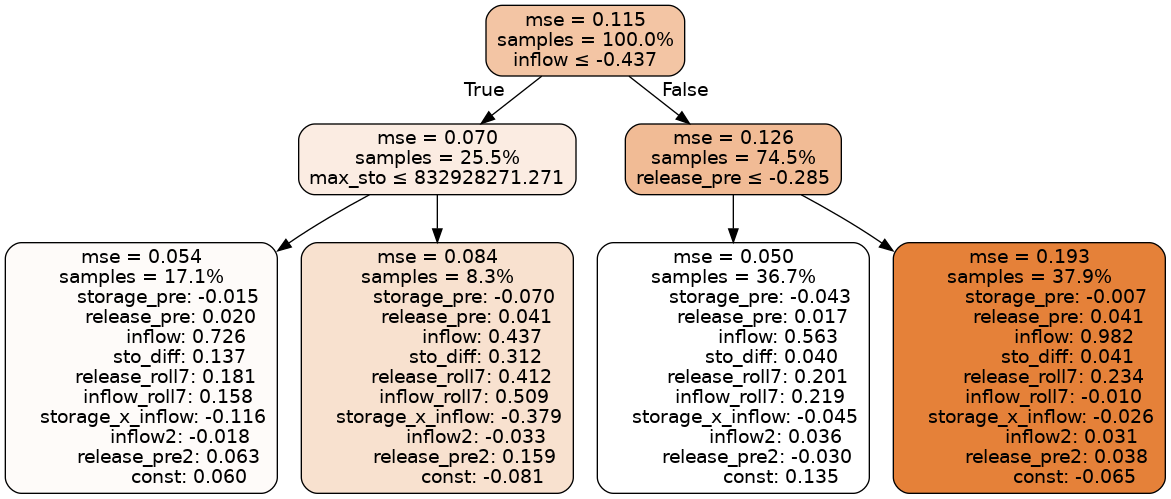 mse = 0.115
samples = 100.0%
inflow ≤ -0.437
True
False
mse = 0.070
samples = 25.5%
max_sto ≤ 832928271.271
mse = 0.126
samples = 74.5%
release_pre ≤ -0.285
mse = 0.054
samples = 17.1%
storage_pre: -0.015
release_pre: 0.020
inflow: 0.726
sto_diff: 0.137
release_roll7: 0.181
inflow_roll7: 0.158
storage_x_inflow: -0.116
inflow2: -0.018
release_pre2: 0.063
const: 0.060
mse = 0.084
samples = 8.3%
storage_pre: -0.070
release_pre: 0.041
inflow: 0.437
sto_diff: 0.312
release_roll7: 0.412
inflow_roll7: 0.509
storage_x_inflow: -0.379
inflow2: -0.033
release_pre2: 0.159
const: -0.081
mse = 0.050
samples = 36.7%
storage_pre: -0.043
release_pre: 0.017
inflow: 0.563
sto_diff: 0.040
release_roll7: 0.201
inflow_roll7: 0.219
storage_x_inflow: -0.045
inflow2: 0.036
release_pre2: -0.030
const: 0.135
mse = 0.193
samples = 37.9%
storage_pre: -0.007
release_pre: 0.041
inflow: 0.982
sto_diff: 0.041
release_roll7: 0.234
inflow_roll7: -0.010
storage_x_inflow: -0.026
inflow2: 0.031
release_pre2: 0.038
const: -0.065